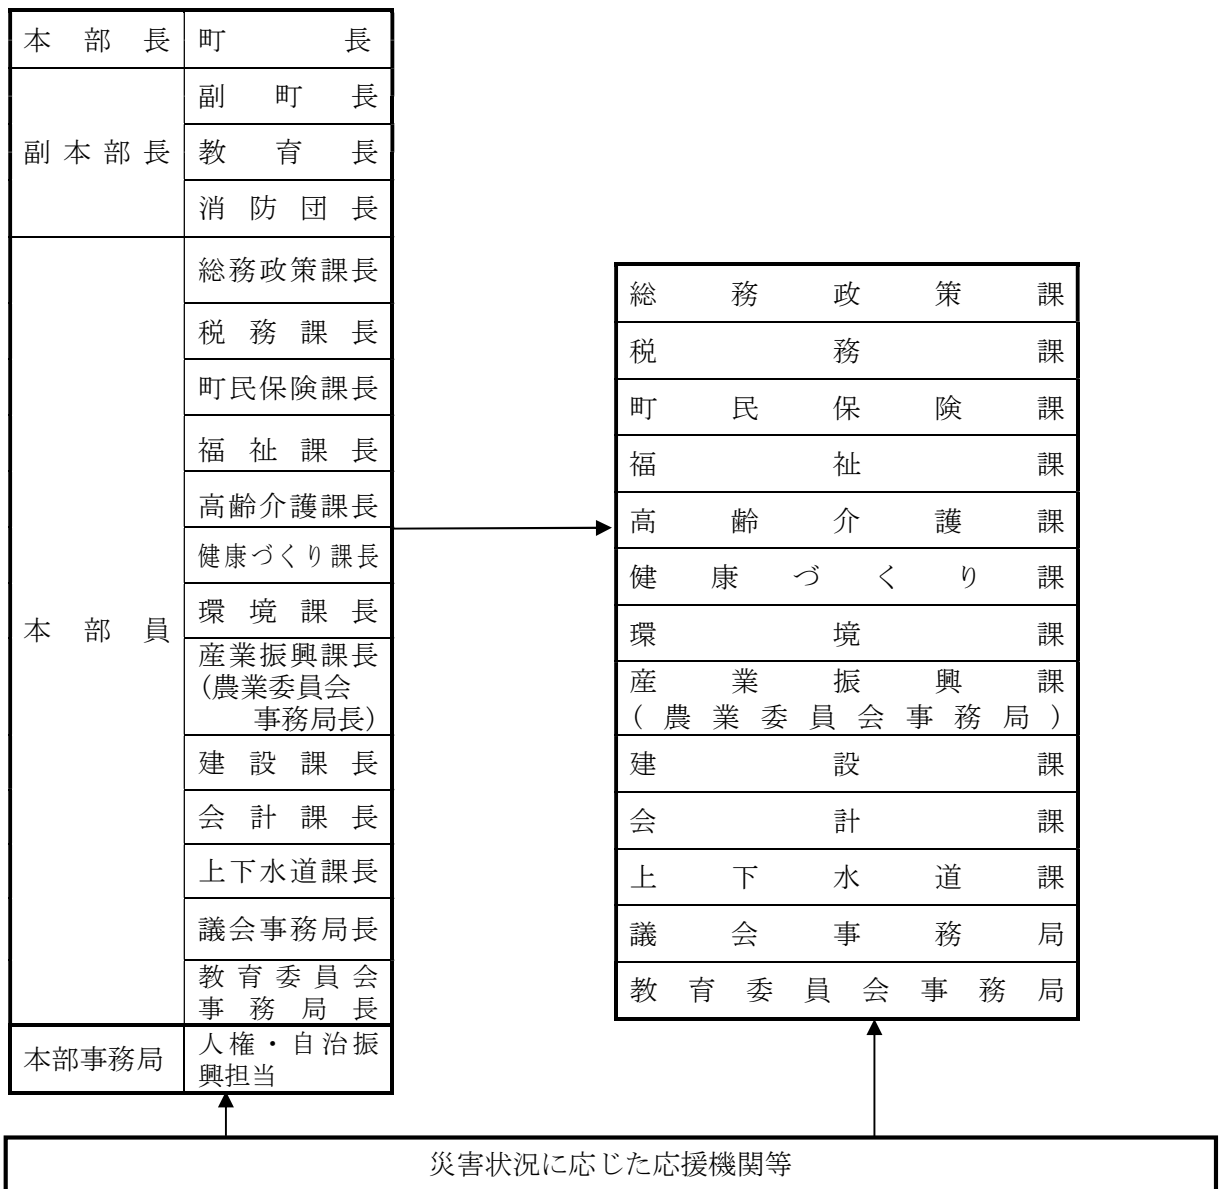 本部長 町長
副本部長
副町長
教育長
消防団長
本部員
総務政策課長
税務課長
町民保険課長
福祉課長
高齢介護課長
健康づくり課長
環境課長
産業振興課長
(農業委員会
事務局長)
建設課長
会計課長
上下水道課長
議会事務局長
教育委員会
事務局長
本部事務局
人権・自治振
興担当
総務政策課
税務課
町民保険課
福祉課
高齢介護課
健康づくり課
環境課
産業振興課
(農業委員会事務局)
建設課
会計課
上下水道課
議会事務局
教育委員会事務局
災害状況に応じた応援機関等